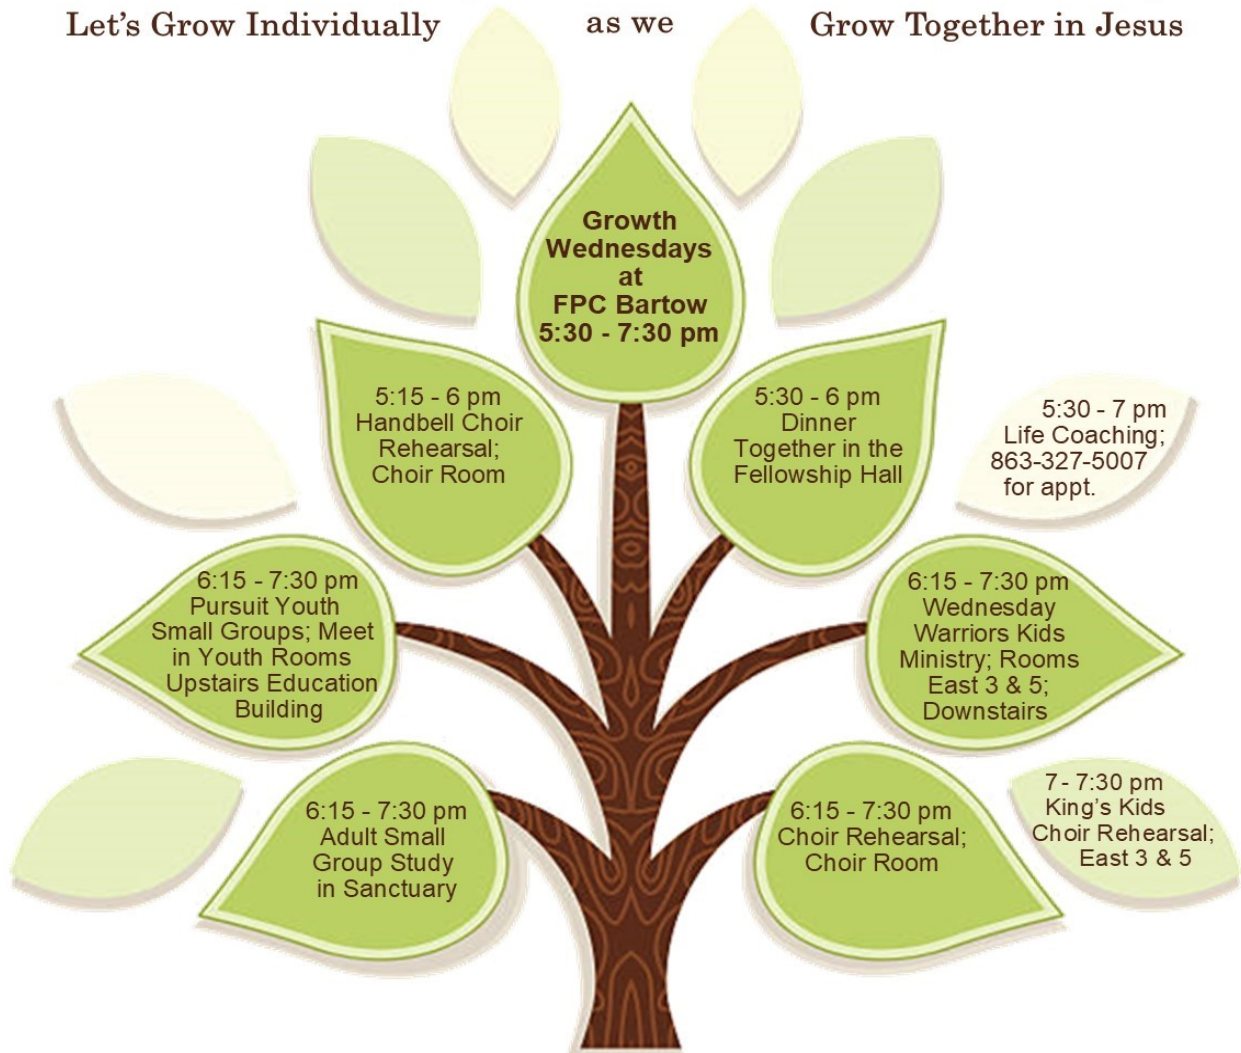 Let's Grow Individually as we Grow Together in Jesus
Growth
Wednesdays
at
FPC Bartow
5:30 - 7:30 pm
5:15 - 6 pm
Handbell Choir
Rehearsal;
Choir Room
5:30 - 6 pm
Dinner
Together in the
Fellowship Hall
5:30 - 7 pm
Life Coaching;
863-327-5007
for appt.
6:15 - 7:30 pm
Pursuit Youth
Small Groups; Meet
in Youth Rooms
Upstairs Education
Building
6:15 - 7:30 pm
Wednesday
Warriors Kids
Ministry; Rooms
East 3 & 5;
Downstairs
6:15 - 7:30 pm
Adult Small
Group Study
in Sanctuary
6:15 - 7:30 pm
Choir Rehearsal;
Choir Room
7 - 7:30 pm
King's Kids
Choir Rehearsal;
East 3 & 5